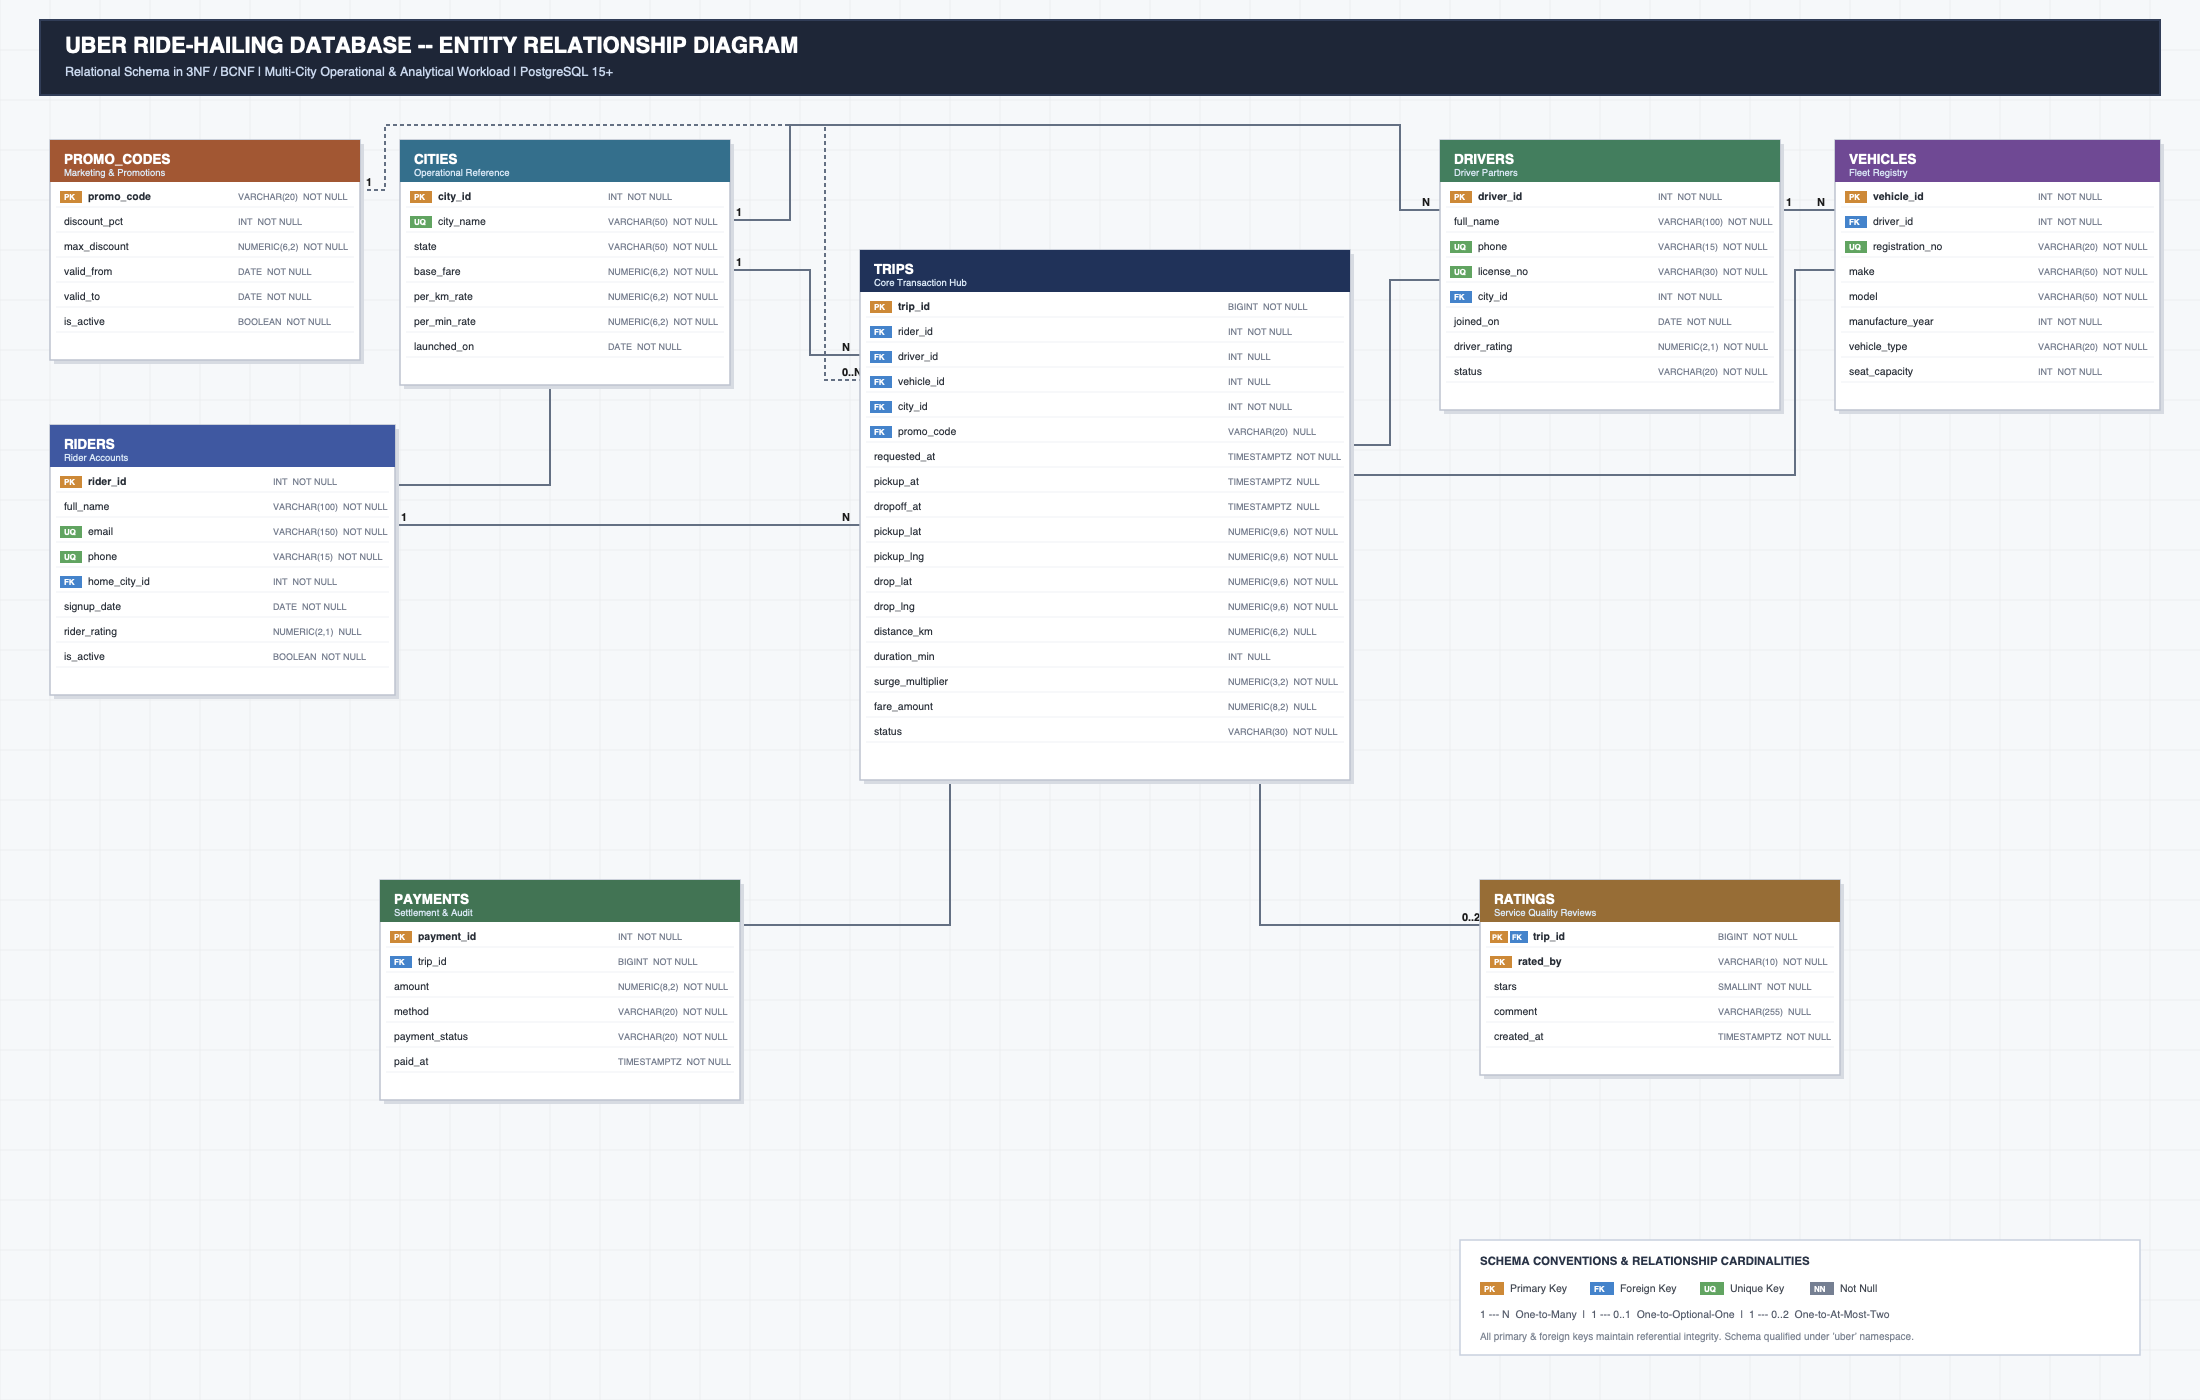 UBER RIDE-HAILING DATABASE -- ENTITY RELATIONSHIP DIAGRAM
Relational Schema in 3NF / BCNF | Multi-City Operational & Analytical Workload | PostgreSQL 15+
PROMO_CODES
Marketing & Promotions
PK promo_code VARCHAR(20) NOT NULL
discount_pct INT NOT NULL
max_discount NUMERIC(6,2) NOT NULL
valid_from DATE NOT NULL
valid_to DATE NOT NULL
is_active BOOLEAN NOT NULL
1
CITIES
Operational Reference
PK city_id INT NOT NULL
UQ city_name VARCHAR(50) NOT NULL
state VARCHAR(50) NOT NULL
base_fare NUMERIC(6,2) NOT NULL
per_km_rate NUMERIC(6,2) NOT NULL
per_min_rate NUMERIC(6,2) NOT NULL
launched_on DATE NOT NULL
1
1
N
0..N
TRIPS
Core Transaction Hub
PK trip_id BIGINT NOT NULL
FK rider_id INT NOT NULL
FK driver_id INT NULL
FK vehicle_id INT NULL
FK city_id INT NOT NULL
FK promo_code VARCHAR(20) NULL
requested_at TIMESTAMPTZ NOT NULL
pickup_at TIMESTAMPTZ NULL
dropoff_at TIMESTAMPTZ NULL
pickup_lat NUMERIC(9,6) NOT NULL
pickup_lng NUMERIC(9,6) NOT NULL
drop_lat NUMERIC(9,6) NOT NULL
drop_lng NUMERIC(9,6) NOT NULL
distance_km NUMERIC(6,2) NULL
duration_min INT NULL
surge_multiplier NUMERIC(3,2) NOT NULL
fare_amount NUMERIC(8,2) NULL
status VARCHAR(30) NOT NULL
N
DRIVERS
Driver Partners
PK driver_id INT NOT NULL
full_name VARCHAR(100) NOT NULL
UQ phone VARCHAR(15) NOT NULL
UQ license_no VARCHAR(30) NOT NULL
FK city_id INT NOT NULL
joined_on DATE NOT NULL
driver_rating NUMERIC(2,1) NOT NULL
status VARCHAR(20) NOT NULL
1 N
VEHICLES
Fleet Registry
PK vehicle_id INT NOT NULL
FK driver_id INT NOT NULL
UQ registration_no VARCHAR(20) NOT NULL
make VARCHAR(50) NOT NULL
model VARCHAR(50) NOT NULL
manufacture_year INT NOT NULL
vehicle_type VARCHAR(20) NOT NULL
seat_capacity INT NOT NULL
RIDERS
Rider Accounts
PK rider_id INT NOT NULL
full_name VARCHAR(100) NOT NULL
UQ email VARCHAR(150) NOT NULL
UQ phone VARCHAR(15) NOT NULL
FK home_city_id INT NOT NULL
signup_date DATE NOT NULL
rider_rating NUMERIC(2,1) NULL
is_active BOOLEAN NOT NULL
1 N
PAYMENTS
Settlement & Audit
PK payment_id INT NOT NULL
FK trip_id BIGINT NOT NULL
amount NUMERIC(8,2) NOT NULL
method VARCHAR(20) NOT NULL
payment_status VARCHAR(20) NOT NULL
paid_at TIMESTAMPTZ NOT NULL
0..2
RATINGS
Service Quality Reviews
PK FK trip_id BIGINT NOT NULL
PK rated_by VARCHAR(10) NOT NULL
stars SMALLINT NOT NULL
comment VARCHAR(255) NULL
created_at TIMESTAMPTZ NOT NULL
SCHEMA CONVENTIONS & RELATIONSHIP CARDINALITIES
PK Primary Key FK Foreign Key UQ Unique Key NN Not Null
1 --- N One-to-Many | 1 --- 0..1 One-to-Optional-One | 1 --- 0..2 One-to-At-Most-Two
All primary & foreign keys maintain referential integrity. Schema qualified under 'uber' namespace.